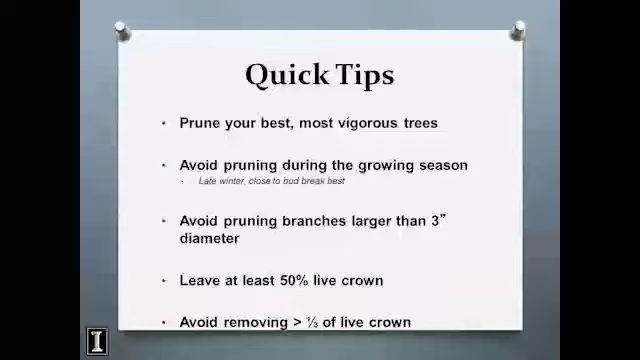 Quick Tips
• Prune your best, most vigorous trees
• Avoid pruning during the growing season
• Late winter, close to bud break best
• Avoid pruning branches larger than 3”
diameter
• Leave at least 50% live crown
• Avoid removing > ⅓ of live crown
I